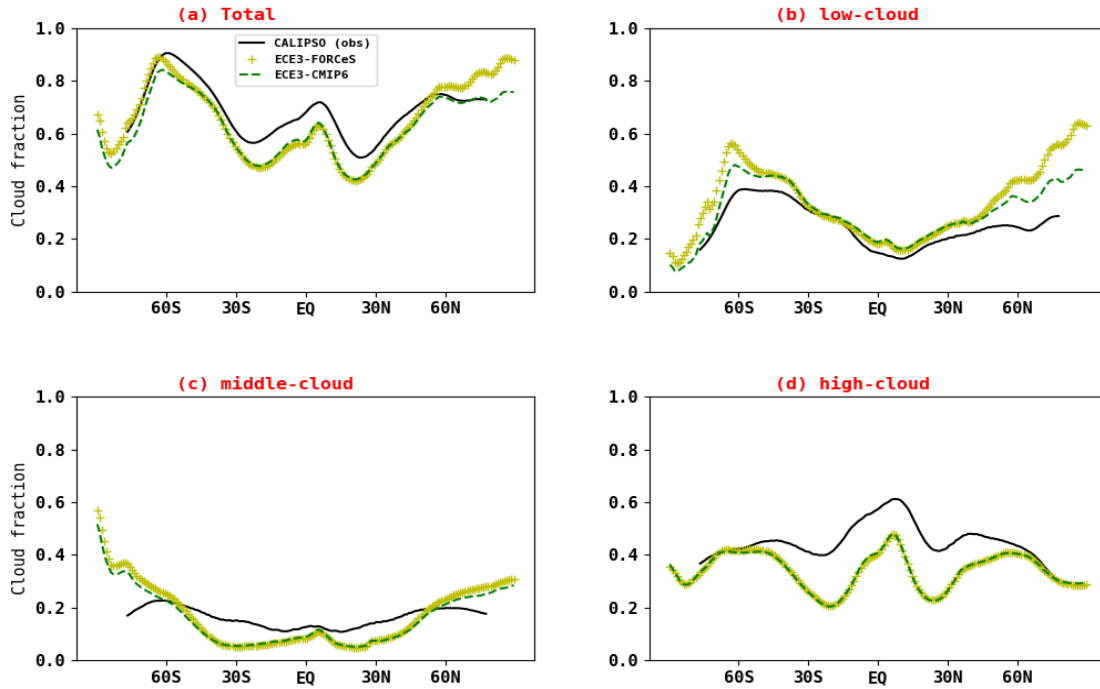 (a) Total
1.0
0.8
0.6
0.4
0.2
0.0
Cloud fraction
CALIPSO (obs)
ECE3-FORCeS
ECE3-CMIP6
60S 30S EQ 30N 60N
(b) low-cloud
1.0
0.8
0.6
0.4
0.2
0.0
60S 30S EQ 30N 60N
(c) middle-cloud
1.0
0.8
0.6
0.4
0.2
0.0
Cloud fraction
60S 30S EQ 30N 60N
(d) high-cloud
1.0
0.8
0.6
0.4
0.2
0.0
60S 30S EQ 30N 60N